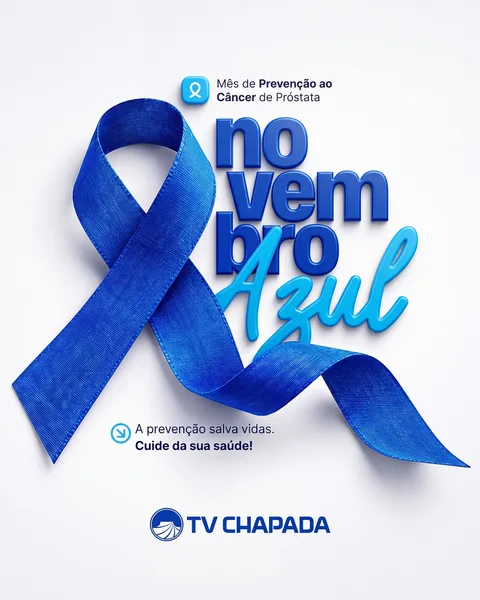 Mês de Prevenção ao
Câncer de Próstata
no
vem
bro
Azul
A prevenção salva vidas.
Cuide da sua saúde!
TV CHAPADA